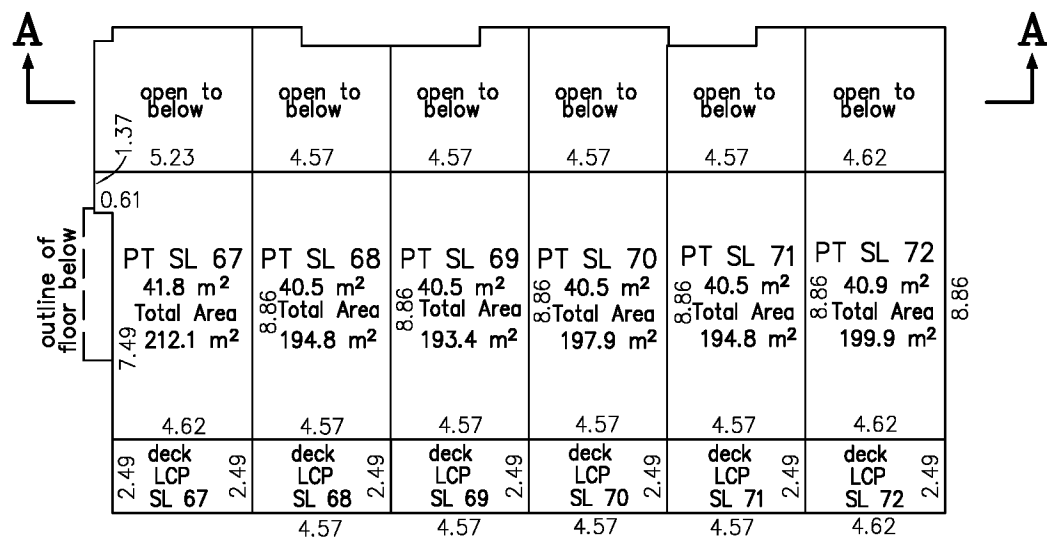 A
A
open to
below
open to
below
open to
below
open to
below
open to
below
open to
below
1.37
5.23
4.57
4.57
4.57
4.57
4.62
0.61
outline of
floor below
PT SL 67
41.8 m²
Total Area
212.1 m²
7.49
4.62
PT SL 68
40.5 m²
Total Area
194.8 m²
8.86
4.57
PT SL 69
40.5 m²
Total Area
193.4 m²
8.86
4.57
PT SL 70
40.5 m²
Total Area
197.9 m²
8.86
4.57
PT SL 71
40.5 m²
Total Area
194.8 m²
8.86
4.57
PT SL 72
40.9 m²
Total Area
199.9 m²
8.86
8.86
4.62
2.49
deck
LCP
SL 67
2.49
deck
LCP
SL 68
2.49
deck
LCP
SL 69
2.49
deck
LCP
SL 70
2.49
deck
LCP
SL 71
2.49
deck
LCP
SL 72
2.49
4.57
4.57
4.57
4.57
4.62